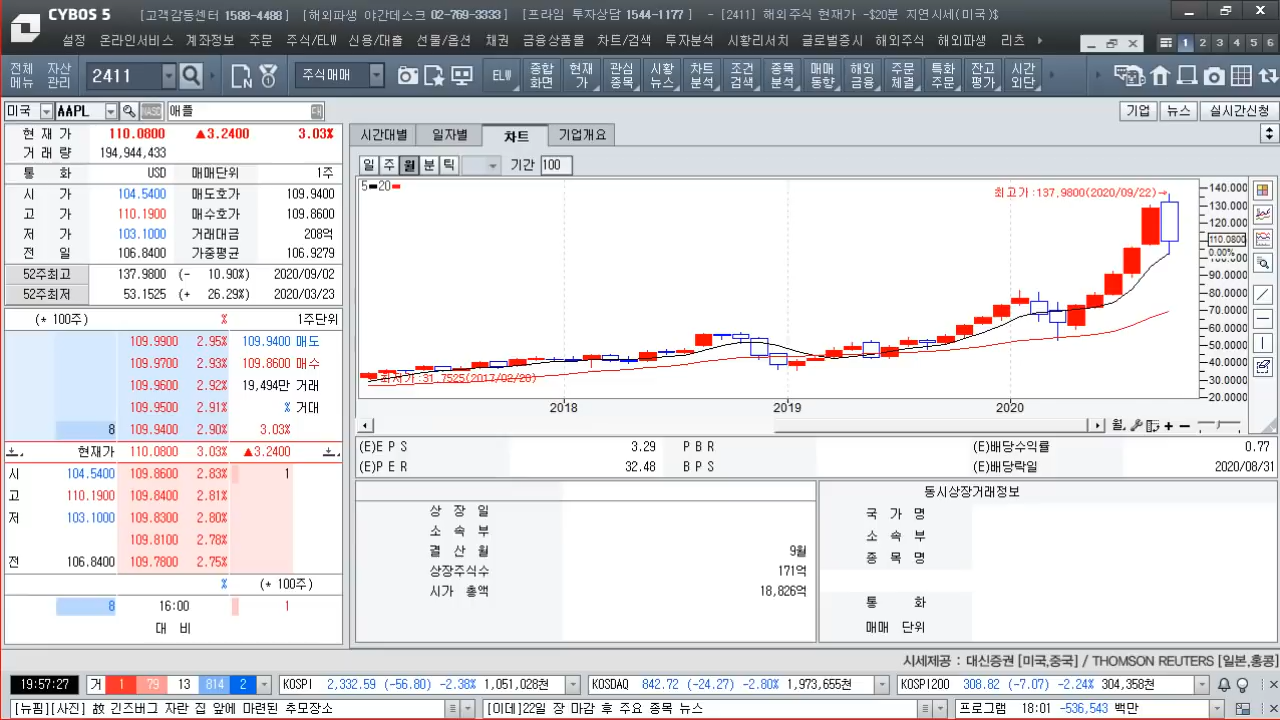 CYBOS 5 [고객감동센터 1588-4488] [해외파생 야간데스크 02-769-3333] [프라임 투자상담 1544-1177] - [2411] 해외주식 현재가 -$20분 지연시세(미국)$
설정 온라인서비스 계좌정보 주문 주식/ELW 신용/대출 선물/옵션 채권 금융상품몰 차트/검색 투자분석 시황리서치 글로벌증시 해외주식 해외파생 리츠
1 2 3 4 5 6
전체메뉴 자산관리 2411 주식매매 ELW 종합화면 현재가 관심종목 시황뉴스 차트분석 조건검색 종목분석 매매동향 해외금융 주문체결 특화주문 잔고평가 시간외단
미국 AAPL NASD 애플 기업 뉴스 실시간신청
현재가 110.0800 ▲3.2400 3.03%
거래량 194,944,433
통화 USD 매매단위 1주
시가 104.5400 매도호가 109.9400
고가 110.1900 매수호가 109.8600
저가 103.1000 거래대금 208억
전일 106.8400 가중평균 106.9279
52주최고 137.9800 (- 10.90%) 2020/09/02
52주최저 53.1525 (+ 26.29%) 2020/03/23
(* 100주) % 1주단위
109.9900 2.95% 109.9400 매도
109.9700 2.93% 109.8600 매수
109.9600 2.92% 19,494만 거래
109.9500 2.91% % 거대
8 109.9400 2.90% 3.03%
현재가 110.0800 3.03% ▲3.2400
시 104.5400 109.8600 2.83% 1
고 110.1900 109.8400 2.81%
저 103.1000 109.8300 2.80%
109.8100 2.78%
전 106.8400 109.7800 2.75%
% (* 100주)
8 16:00 1
대 비
시간대별 일자별 차트 기업개요
일 주 월 분 틱 기간 100
5 20
최고가:137.9800(2020/09/22)→
최저가:31.7525(2017/02/20)
140.000
130.000
120.000
110.0800
0.00%
100.000
90.0000
80.0000
70.0000
60.0000
50.0000
40.0000
30.0000
20.0000
2018 2019 2020
월
(E)EPS 3.29 PBR (E)배당수익률 0.77
(E)PER 32.48 BPS (E)배당락일 2020/08/31
상장일
소속부
결산월 9월
상장주식수 171억
시가 총액 18,826억
동시상장거래정보
국가명
소속부
종목명
통화
매매 단위
시세제공 : 대신증권 [미국,중국] / THOMSON REUTERS [일본,홍콩]
19:57:27 거 1 79 13 814 2 KOSPI 2,332.59 (-56.80) -2.38% 1,051,028천 KOSDAQ 842.72 (-24.27) -2.80% 1,973,655천 KOSPI200 308.82 (-7.07) -2.24% 304,358천
[뉴핌][사진] 故 긴즈버그 자란 집 앞에 마련된 추모장소 [이데]22일 장 마감 후 주요 종목 뉴스 프로그램 18:01 -536,543 백만